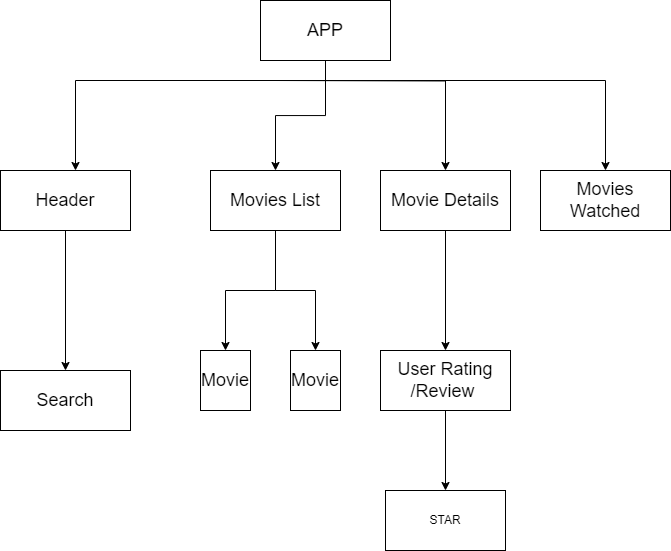 APP
Header
Movies List
Movie Details
Movies
Watched
Movie
Movie
User Rating
/Review
Search
STAR